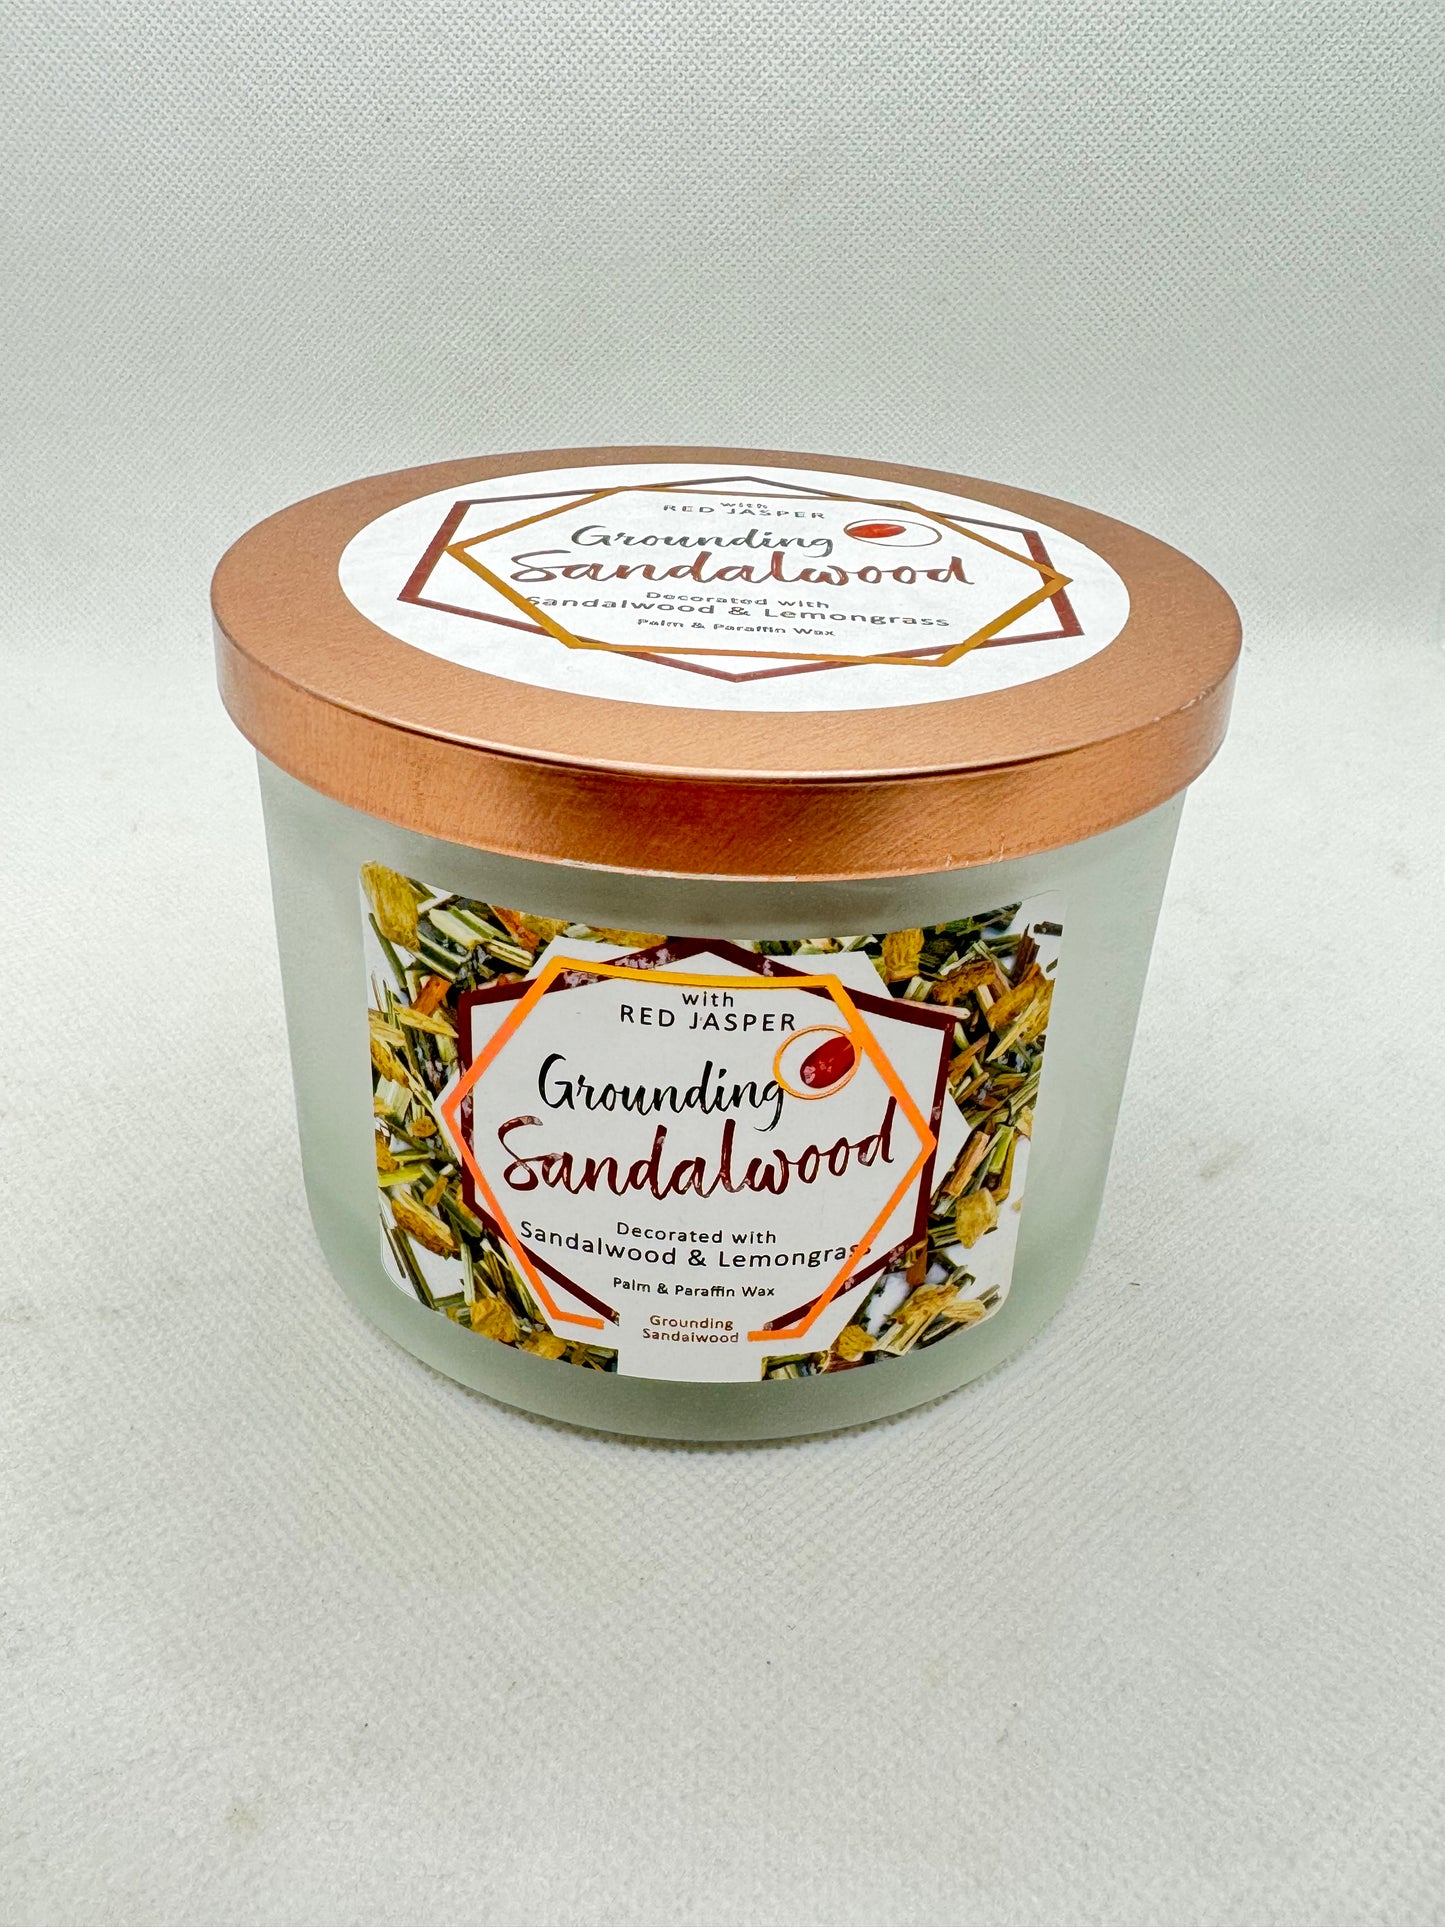 with
RED JASPER
Grounding
Sandalwood
Decorated with
Sandalwood & Lemongrass
Palm & Paraffin Wax
with
RED JASPER
Grounding
Sandalwood
Decorated with
Sandalwood & Lemongrass
Palm & Paraffin Wax
Grounding
Sandalwood